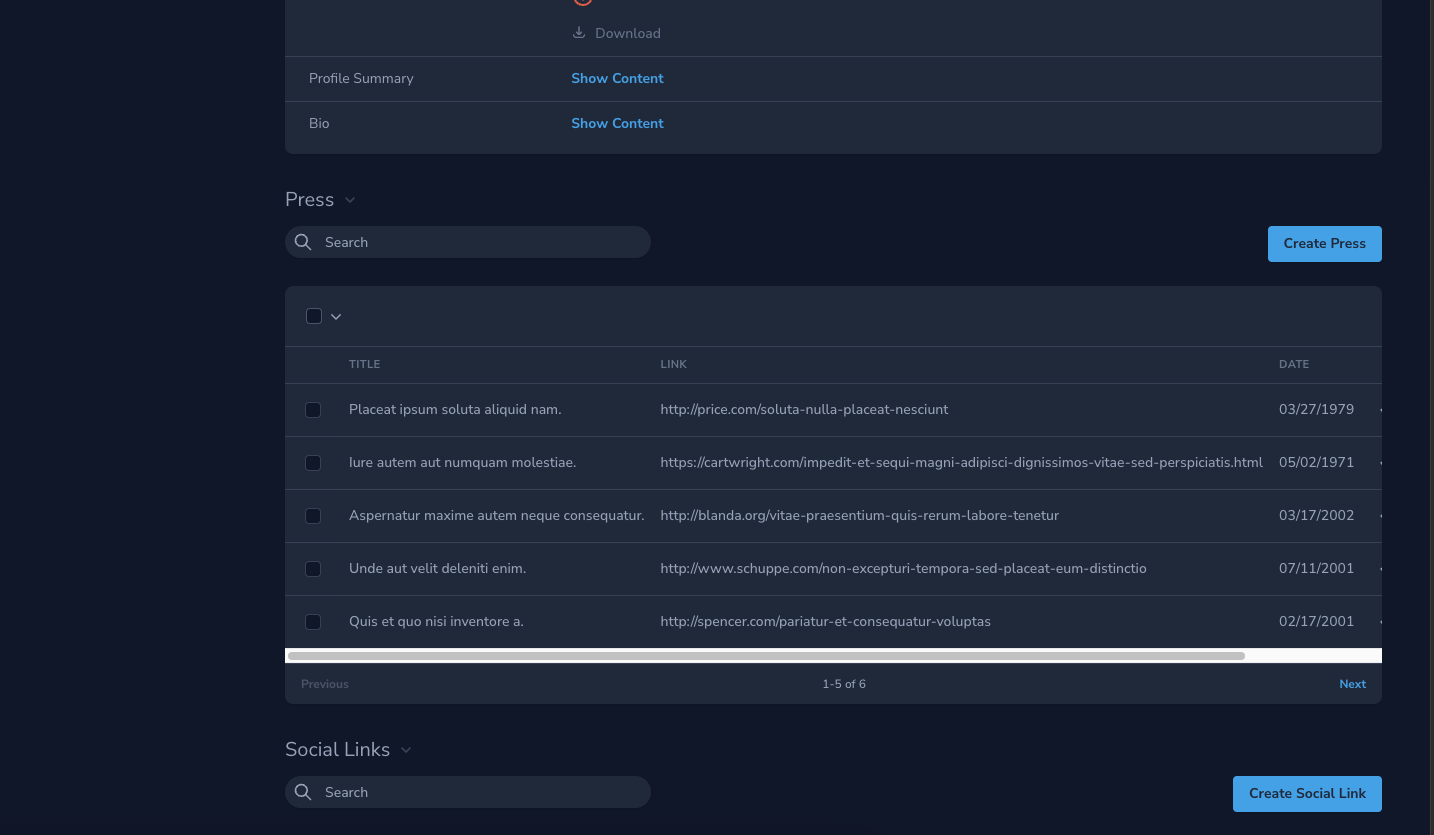 Download
Profile Summary Show Content
Bio Show Content
Press
Search
Create Press
TITLE LINK DATE
Placeat ipsum soluta aliquid nam. http://price.com/soluta-nulla-placeat-nesciunt 03/27/1979
Iure autem aut numquam molestiae. https://cartwright.com/impedit-et-sequi-magni-adipisci-dignissimos-vitae-sed-perspiciatis.html 05/02/1971
Aspernatur maxime autem neque consequatur. http://blanda.org/vitae-praesentium-quis-rerum-labore-tenetur 03/17/2002
Unde aut velit deleniti enim. http://www.schuppe.com/non-excepturi-tempora-sed-placeat-eum-distinctio 07/11/2001
Quis et quo nisi inventore a. http://spencer.com/pariatur-et-consequatur-voluptas 02/17/2001
Previous 1-5 of 6 Next
Social Links
Search
Create Social Link